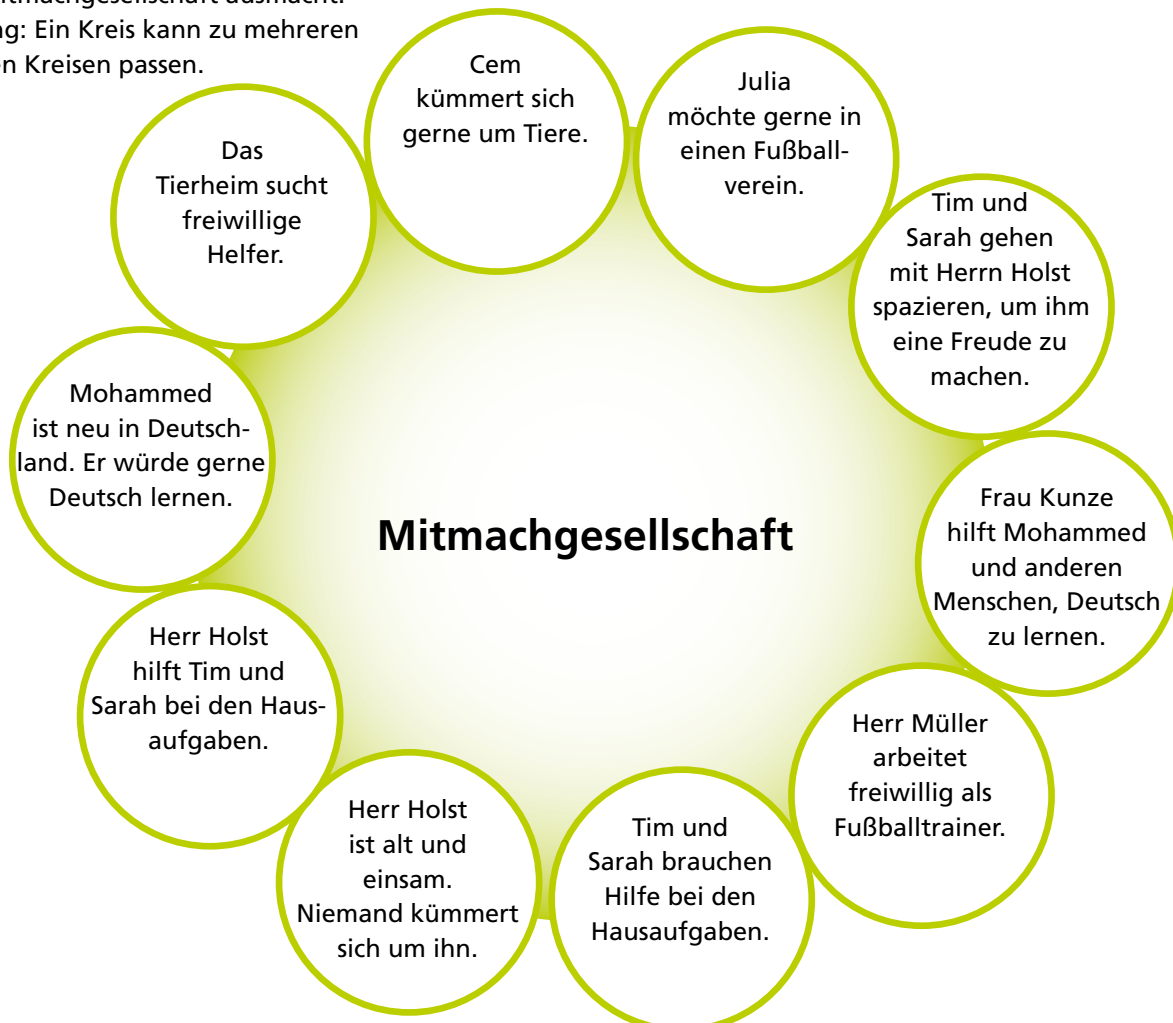 ausmacht.
Ein Kreis kann zu mehreren
Kreisen passen.
Cem
kümmert sich
gerne um Tiere.
Julia
möchte gerne in
einen Fußball-
verein.
Tim und
Sarah gehen
mit Herrn Holst
spazieren, um ihm
eine Freude zu
machen.
Frau Kunze
hilft Mohammed
und anderen
Menschen, Deutsch
zu lernen.
Herr Müller
arbeitet
freiwillig als
Fußballtrainer.
Tim und
Sarah brauchen
Hilfe bei den
Hausaufgaben.
Herr Holst
ist alt und
einsam.
Niemand kümmert
sich um ihn.
Herr Holst
hilft Tim und
Sarah bei den Haus-
aufgaben.
Mohammed
ist neu in Deutsch-
land. Er würde gerne
Deutsch lernen.
Das
Tierheim sucht
freiwillige
Helfer.
Mitmachgesellschaft